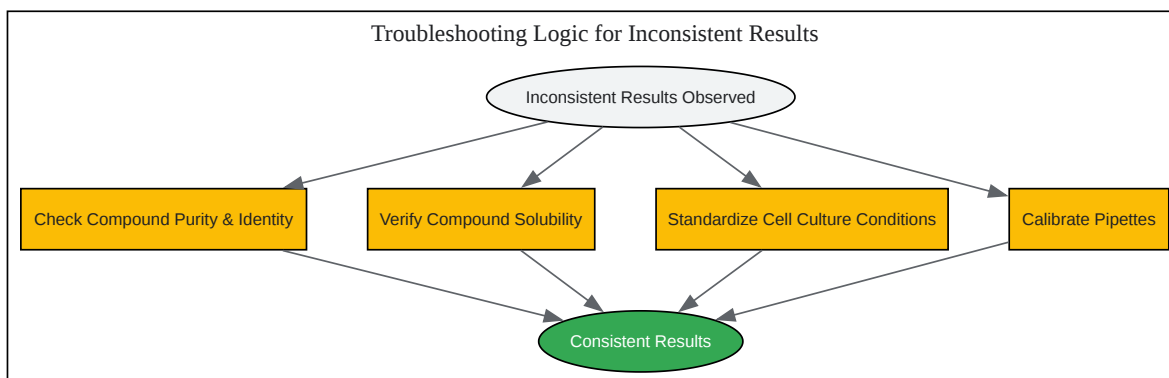 Troubleshooting Logic for Inconsistent Results
Inconsistent Results Observed
Check Compound Purity & Identity
Verify Compound Solubility
Standardize Cell Culture Conditions
Calibrate Pipettes
Consistent Results